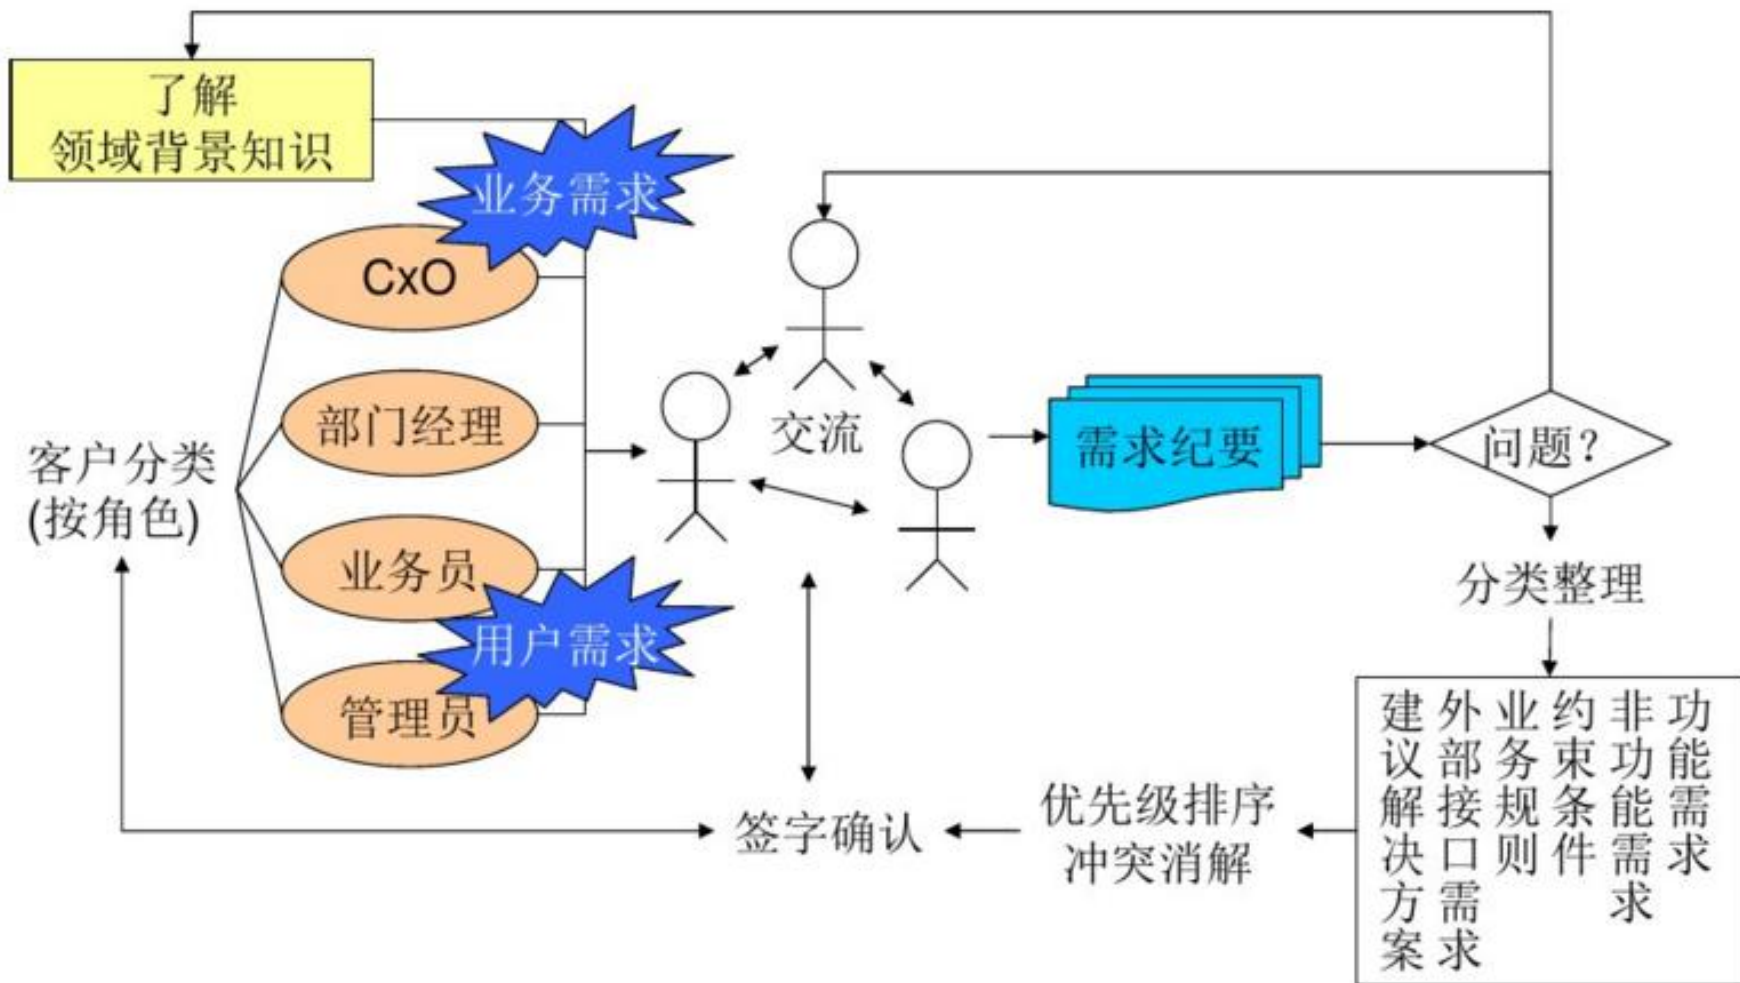 了解
领域背景知识
业务需求
CxO
部门经理
客户分类
(按角色)
业务员
用户需求
管理员
交流
需求纪要
问题?
分类整理
功能需求
非功能需求
约束条件
业务规则
外部接口需求
建议解决方案
优先级排序
冲突消解
签字确认